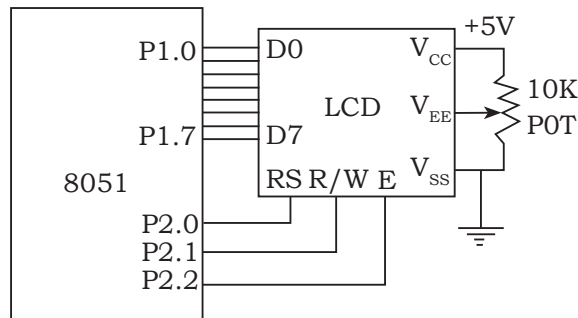 +5V
P1.0 D0 VCC
10K
8051 LCD VEE
POT
P1.7 D7
VSS
RS R/W E
P2.0
P2.1
P2.2